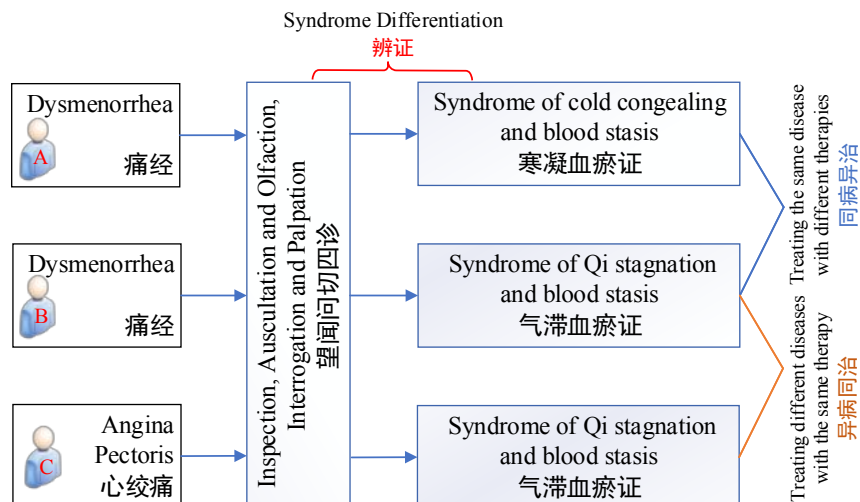 Syndrome Differentiation
辨证
Dysmenorrhea
A
痛经
Dysmenorrhea
B
痛经
Angina
Pectoris
C
心绞痛
Inspection, Auscultation and Olfaction,
Interrogation and Palpation
望闻问切四诊
Syndrome of cold congealing
and blood stasis
寒凝血瘀证
Syndrome of Qi stagnation
and blood stasis
气滞血瘀证
Syndrome of Qi stagnation
and blood stasis
气滞血瘀证
Treating the same disease
with different therapies
同病异治
Treating different diseases
with the same therapy
异病同治